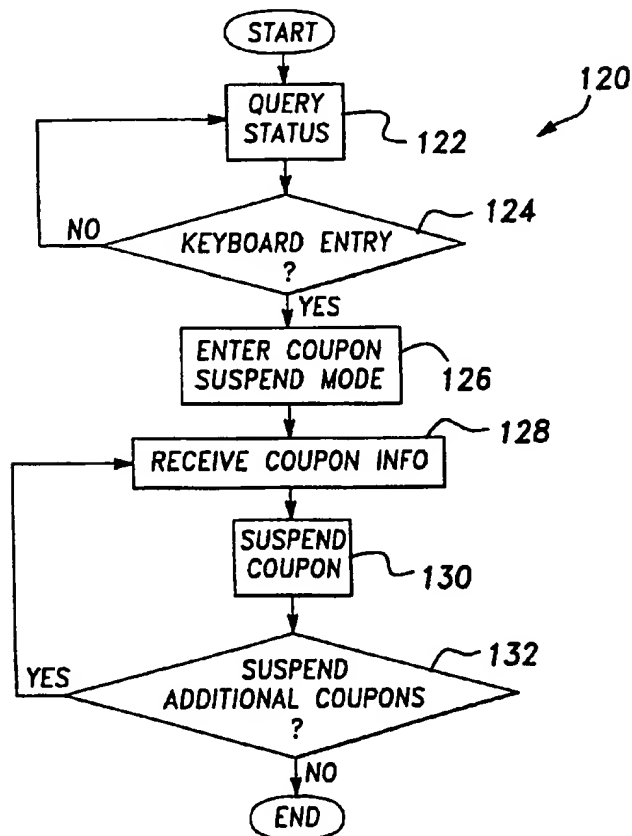 START
120
QUERY
STATUS
122
124
NO
KEYBOARD ENTRY
?
YES
ENTER COUPON
SUSPEND MODE
126
128
RECEIVE COUPON INFO
SUSPEND
COUPON
130
132
YES
SUSPEND
ADDITIONAL COUPONS
?
NO
END